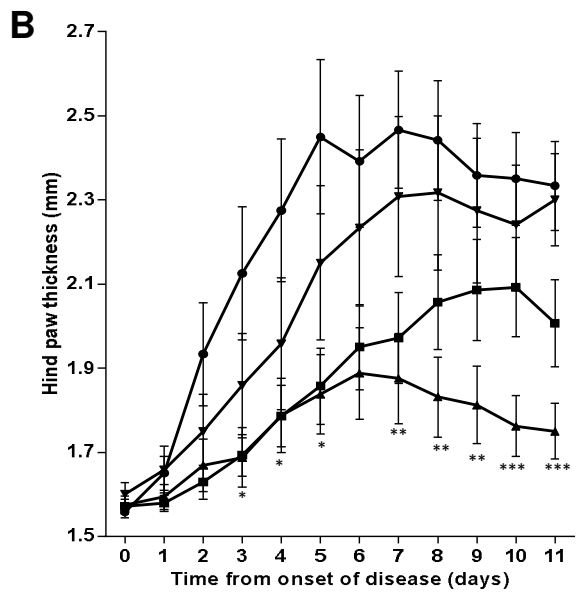 B
Hind paw thickness (mm)
2.7
2.5
2.3
2.1
1.9
1.7
1.5
* * * ** ** ** *** ***
0 1 2 3 4 5 6 7 8 9 10 11
Time from onset of disease (days)